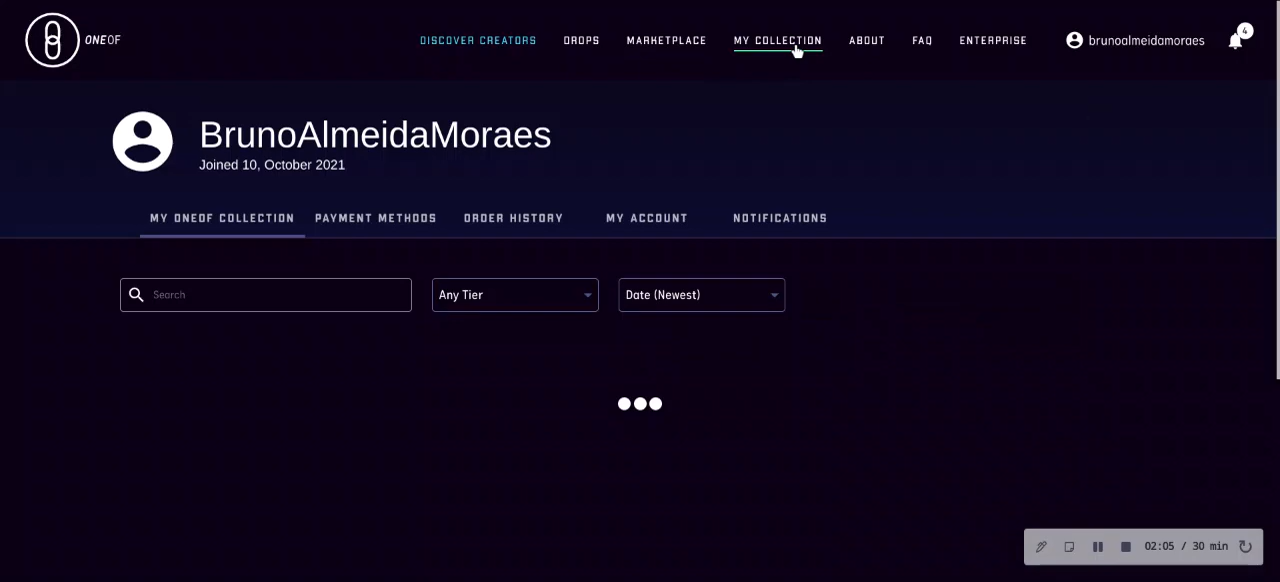 ONEOF
DISCOVER CREATORS
DROPS
MARKETPLACE
MY COLLECTION
ABOUT
FAQ
ENTERPRISE
brunoalmeidamoraes
4
BrunoAlmeidaMoraes
Joined 10, October 2021
MY ONEOF COLLECTION
PAYMENT METHODS
ORDER HISTORY
MY ACCOUNT
NOTIFICATIONS
Search
Any Tier
Date (Newest)
02:05 / 30 min